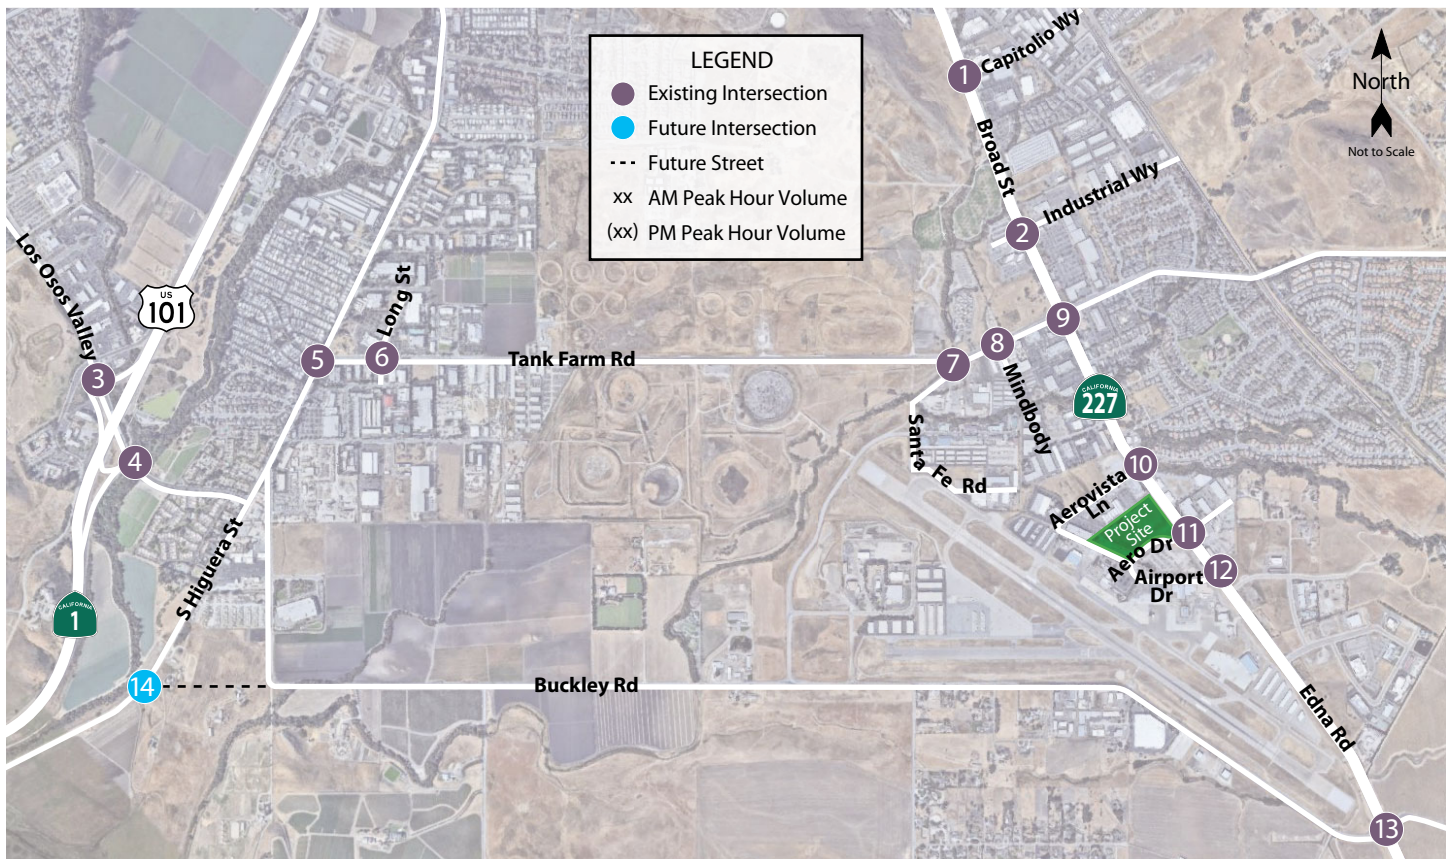 LEGEND
Existing Intersection
Future Intersection
Future Street
xx AM Peak Hour Volume
(xx) PM Peak Hour Volume
North
Not to Scale
1
Capitolio Wy
Broad St
Industrial Wy
2
Los Osos Valley
US
101
Long St
9
3
5
6
Tank Farm Rd
7
8
Mindbody
CALIFORNIA
227
Santa Fe Rd
4
10
Aerovista
Ln
Project
Site
11
Aero Dr
12
Airport
Dr
S Higuera St
CALIFORNIA
1
14
Buckley Rd
Edna Rd
13